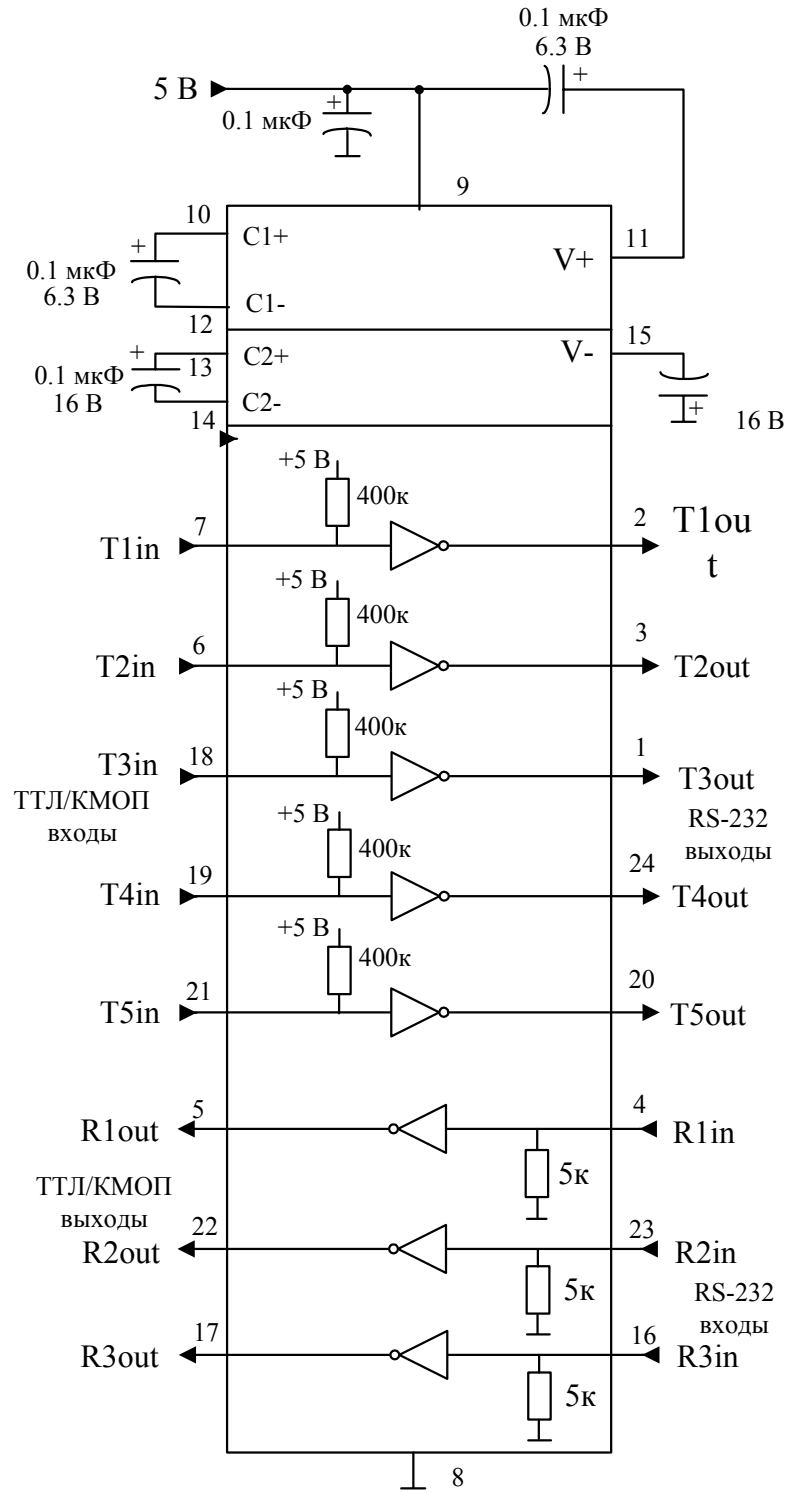 0.1 мкФ
6.3 В
+
5 В
+
0.1 мкФ
9
10
C1+
11
+
V+
0.1 мкФ
6.3 В
C1-
12
15
+
13
C2+
V-
0.1 мкФ
16 В
C2-
14
+
16 В
+5 В
400к
7
2
T1in
T1ou
t
+5 В
400к
6
3
T2in
T2out
+5 В
400к
18
1
T3in
T3out
ТТЛ/КМОП
входы
RS-232
выходы
+5 В
400к
19
24
T4in
T4out
+5 В
400к
21
20
T5in
T5out
5
4
R1out
R1in
5к
ТТЛ/КМОП
выходы
22
23
R2out
R2in
5к
RS-232
входы
17
16
R3out
R3in
5к
8